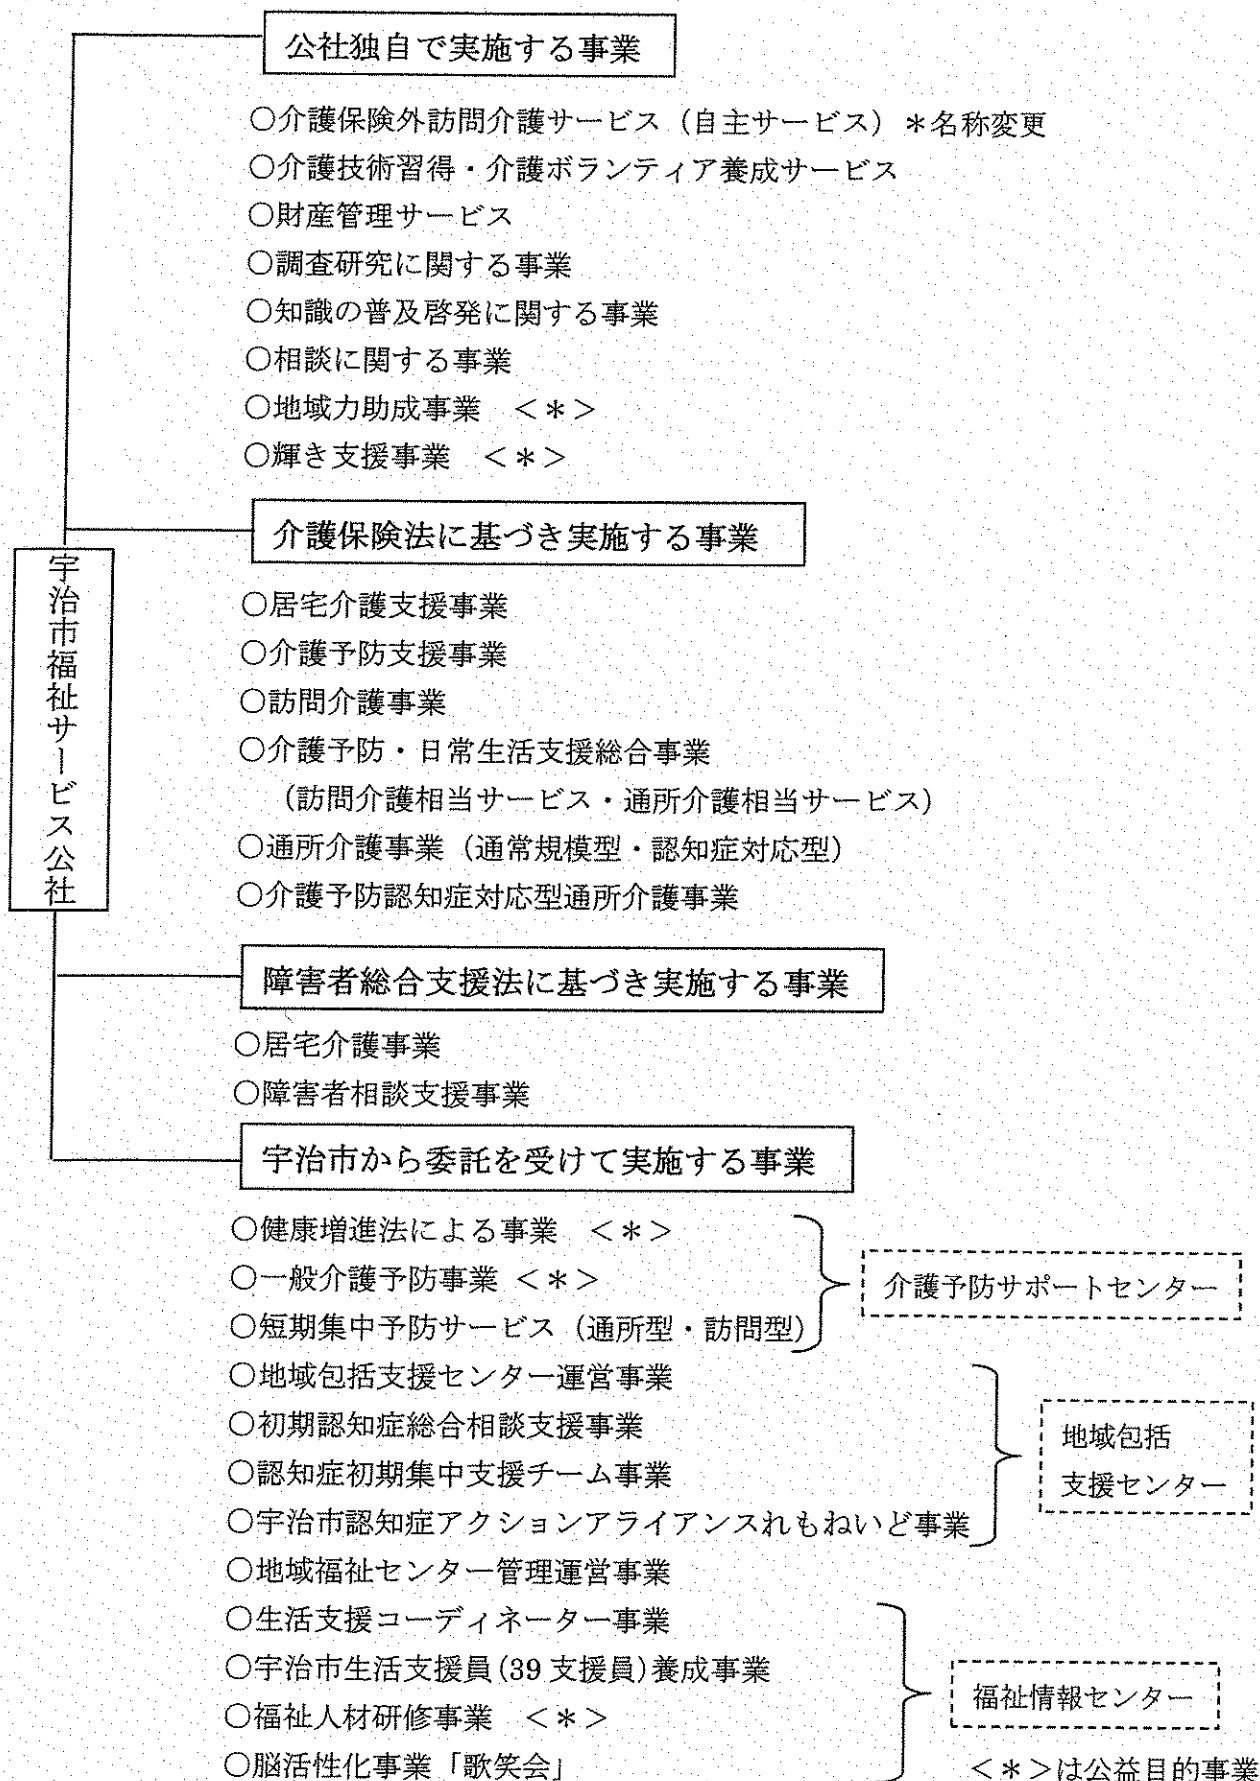 公社独自で実施する事業
○介護保険外訪問介護サービス（自主サービス）＊名称変更
○介護技術習得・介護ボランティア養成サービス
○財産管理サービス
○調査研究に関する事業
○知識の普及啓発に関する事業
○相談に関する事業
○地域力助成事業　＜＊＞
○輝き支援事業　＜＊＞
宇治市福祉サービス公社
介護保険法に基づき実施する事業
○居宅介護支援事業
○介護予防支援事業
○訪問介護事業
○介護予防・日常生活支援総合事業
（訪問介護相当サービス・通所介護相当サービス）
○通所介護事業（通常規模型・認知症対応型）
○介護予防認知症対応型通所介護事業
障害者総合支援法に基づき実施する事業
○居宅介護事業
○障害者相談支援事業
宇治市から委託を受けて実施する事業
○健康増進法による事業　＜＊＞
○一般介護予防事業 ＜＊＞
○短期集中予防サービス（通所型・訪問型）
介護予防サポートセンター
○地域包括支援センター運営事業
○初期認知症総合相談支援事業
○認知症初期集中支援チーム事業
○宇治市認知症アクションアライアンスれもねいど事業
地域包括
支援センター
○地域福祉センター管理運営事業
○生活支援コーディネーター事業
○宇治市生活支援員(39 支援員)養成事業
○福祉人材研修事業　＜＊＞
○脳活性化事業「歌笑会」
福祉情報センター
＜＊＞は公益目的事業